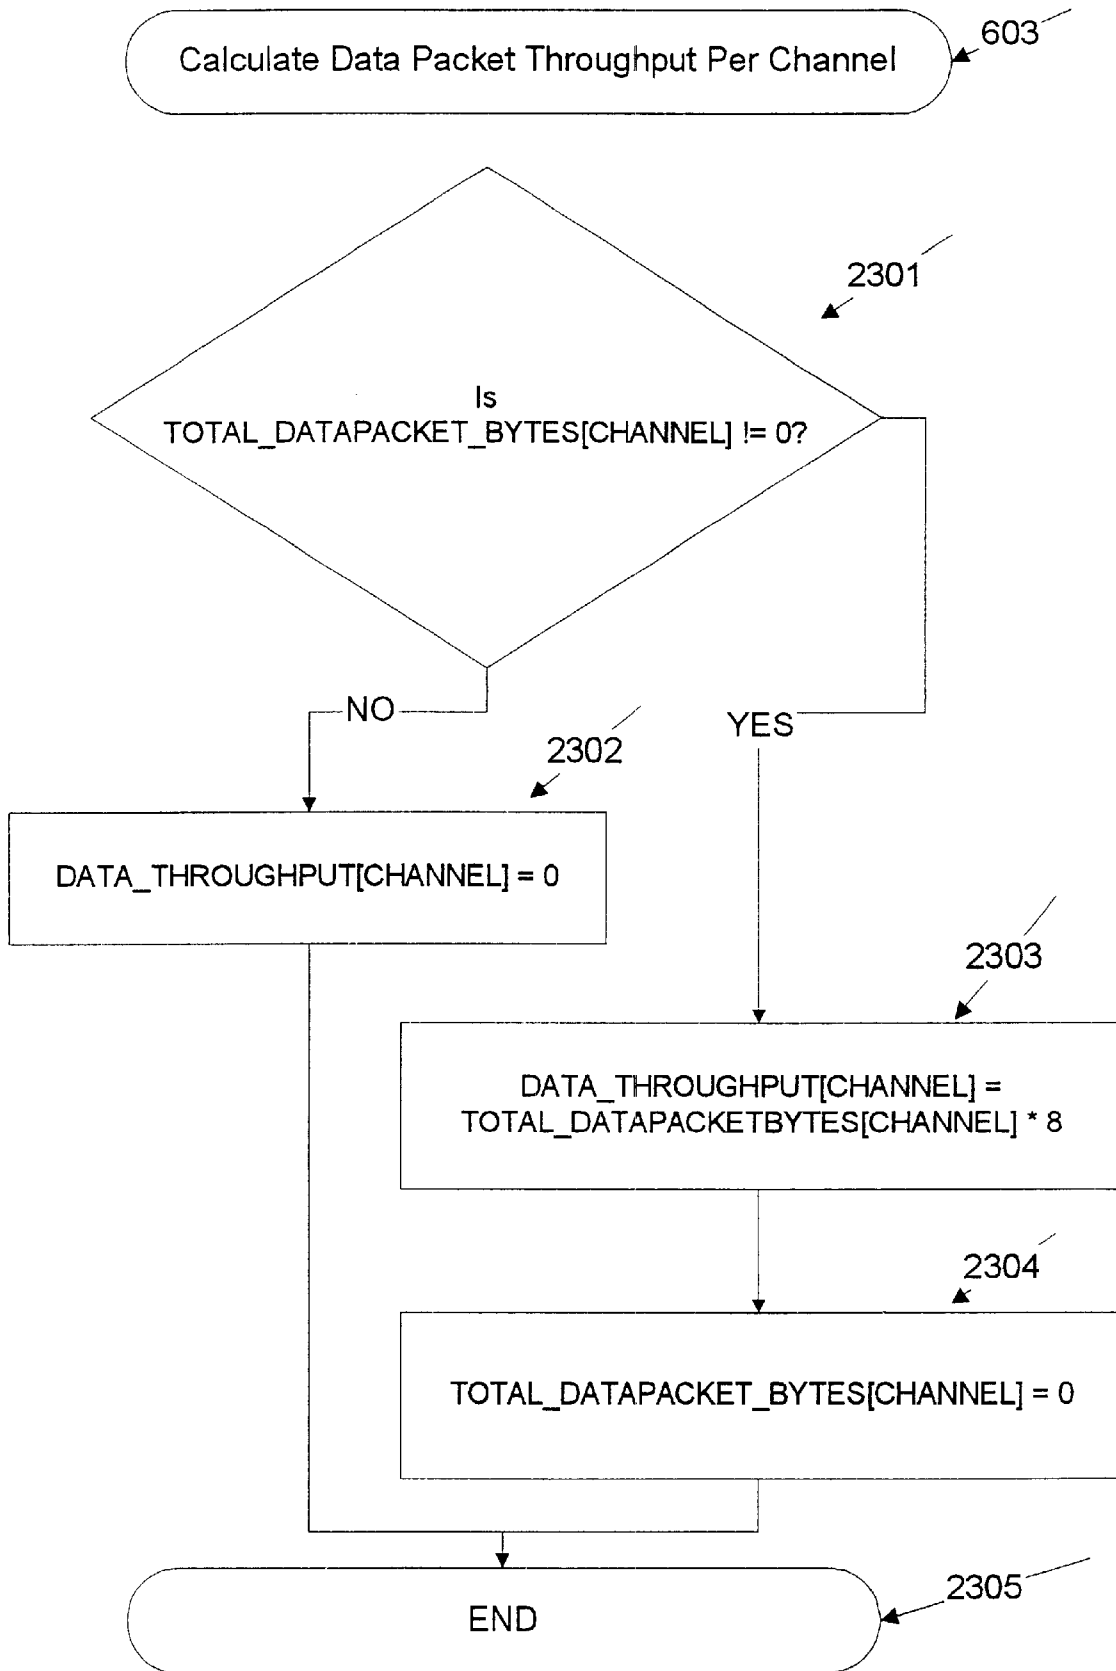 Calculate Data Packet Throughput Per Channel
603
2301
Is
TOTAL_DATAPACKET_BYTES[CHANNEL] != 0?
NO
YES
2302
DATA_THROUGHPUT[CHANNEL] = 0
2303
DATA_THROUGHPUT[CHANNEL] =
TOTAL_DATAPACKETBYTES[CHANNEL] * 8
2304
TOTAL_DATAPACKET_BYTES[CHANNEL] = 0
2305
END